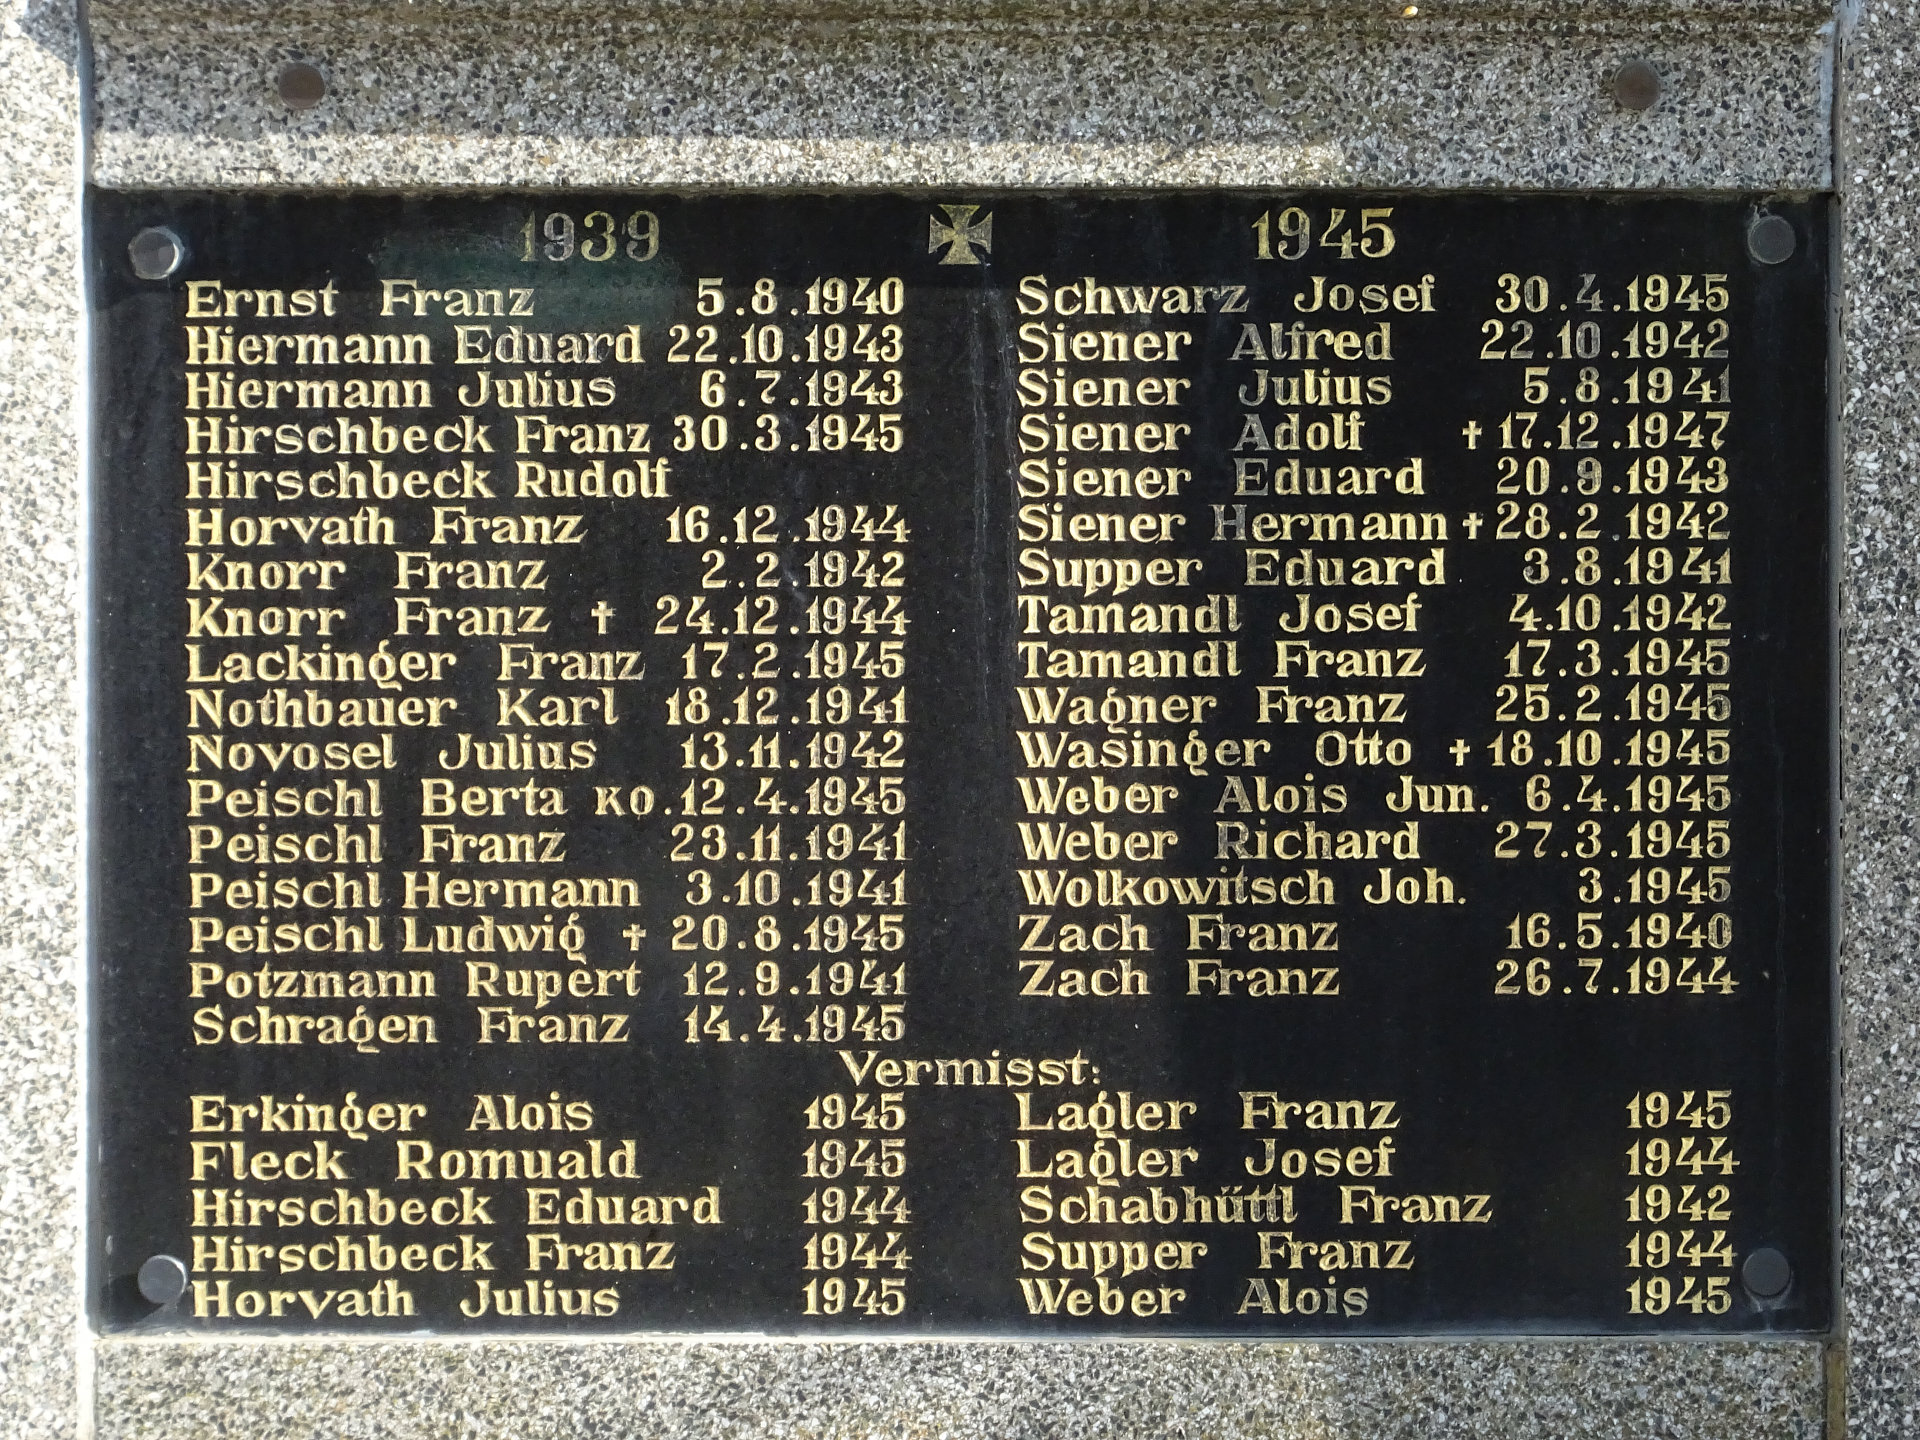 1939 1945
Ernst Franz 5.8.1940
Hiermann Eduard 22.10.1943
Hiermann Julius 6.7.1943
Hirschbeck Franz 30.3.1945
Hirschbeck Rudolf
Horvath Franz 16.12.1944
Knorr Franz 2.2.1942
Knorr Franz † 24.12.1944
Lackinger Franz 17.2.1945
Nothbauer Karl 18.12.1941
Novosel Julius 13.11.1942
Peischl Berta KO.12.4.1945
Peischl Franz 23.11.1941
Peischl Hermann 3.10.1941
Peischl Ludwig † 20.8.1945
Potzmann Rupert 12.9.1941
Schragen Franz 14.4.1945
Schwarz Josef 30.4.1945
Siener Alfred 22.10.1942
Siener Julius 5.8.1941
Siener Adolf † 17.12.1947
Siener Eduard 20.9.1943
Siener Hermann † 28.2.1942
Supper Eduard 3.8.1941
Tamandl Josef 4.10.1942
Tamandl Franz 17.3.1945
Wagner Franz 25.2.1945
Wasinger Otto † 18.10.1945
Weber Alois Jun. 6.4.1945
Weber Richard 27.3.1945
Wolkowitsch Joh. 3.1945
Zach Franz 16.5.1940
Zach Franz 26.7.1944
Vermisst:
Erkinger Alois 1945
Fleck Romuald 1945
Hirschbeck Eduard 1944
Hirschbeck Franz 1944
Horvath Julius 1945
Lagler Franz 1945
Lagler Josef 1944
Schabhüttl Franz 1942
Supper Franz 1944
Weber Alois 1945